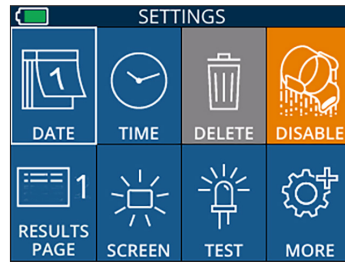 SETTINGS
1
DATE
TIME
DELETE
DISABLE
1
RESULTS
PAGE
SCREEN
TEST
MORE